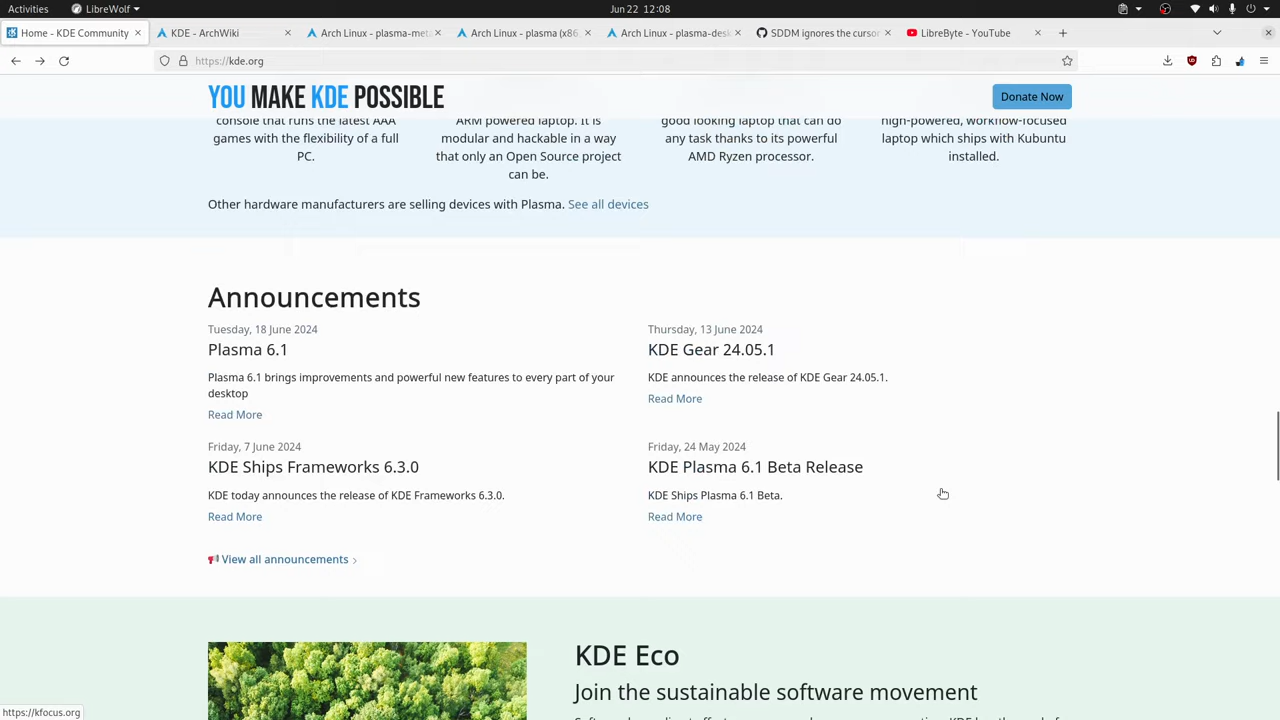 Activities
LibreWolf
Jun 22 12:08
Home - KDE Community
KDE - ArchWiki
Arch Linux - plasma-met
Arch Linux - plasma (x86
Arch Linux - plasma-des
SDDM ignores the cursor
LibreByte - YouTube
https://kde.org
YOU MAKE KDE POSSIBLE
Donate Now
console that runs the latest AAA
games with the flexibility of a full
PC.
ARM powered laptop. It is
modular and hackable in a way
that only an Open Source project
can be.
good looking laptop that can do
any task thanks to its powerful
AMD Ryzen processor.
high-powered, workflow-focused
laptop which ships with Kubuntu
installed.
Other hardware manufacturers are selling devices with Plasma. See all devices
Announcements
Tuesday, 18 June 2024
Plasma 6.1
Plasma 6.1 brings improvements and powerful new features to every part of your
desktop
Read More
Thursday, 13 June 2024
KDE Gear 24.05.1
KDE announces the release of KDE Gear 24.05.1.
Read More
Friday, 7 June 2024
KDE Ships Frameworks 6.3.0
KDE today announces the release of KDE Frameworks 6.3.0.
Read More
Friday, 24 May 2024
KDE Plasma 6.1 Beta Release
KDE Ships Plasma 6.1 Beta.
Read More
View all announcements
KDE Eco
Join the sustainable software movement
https://kfocus.org